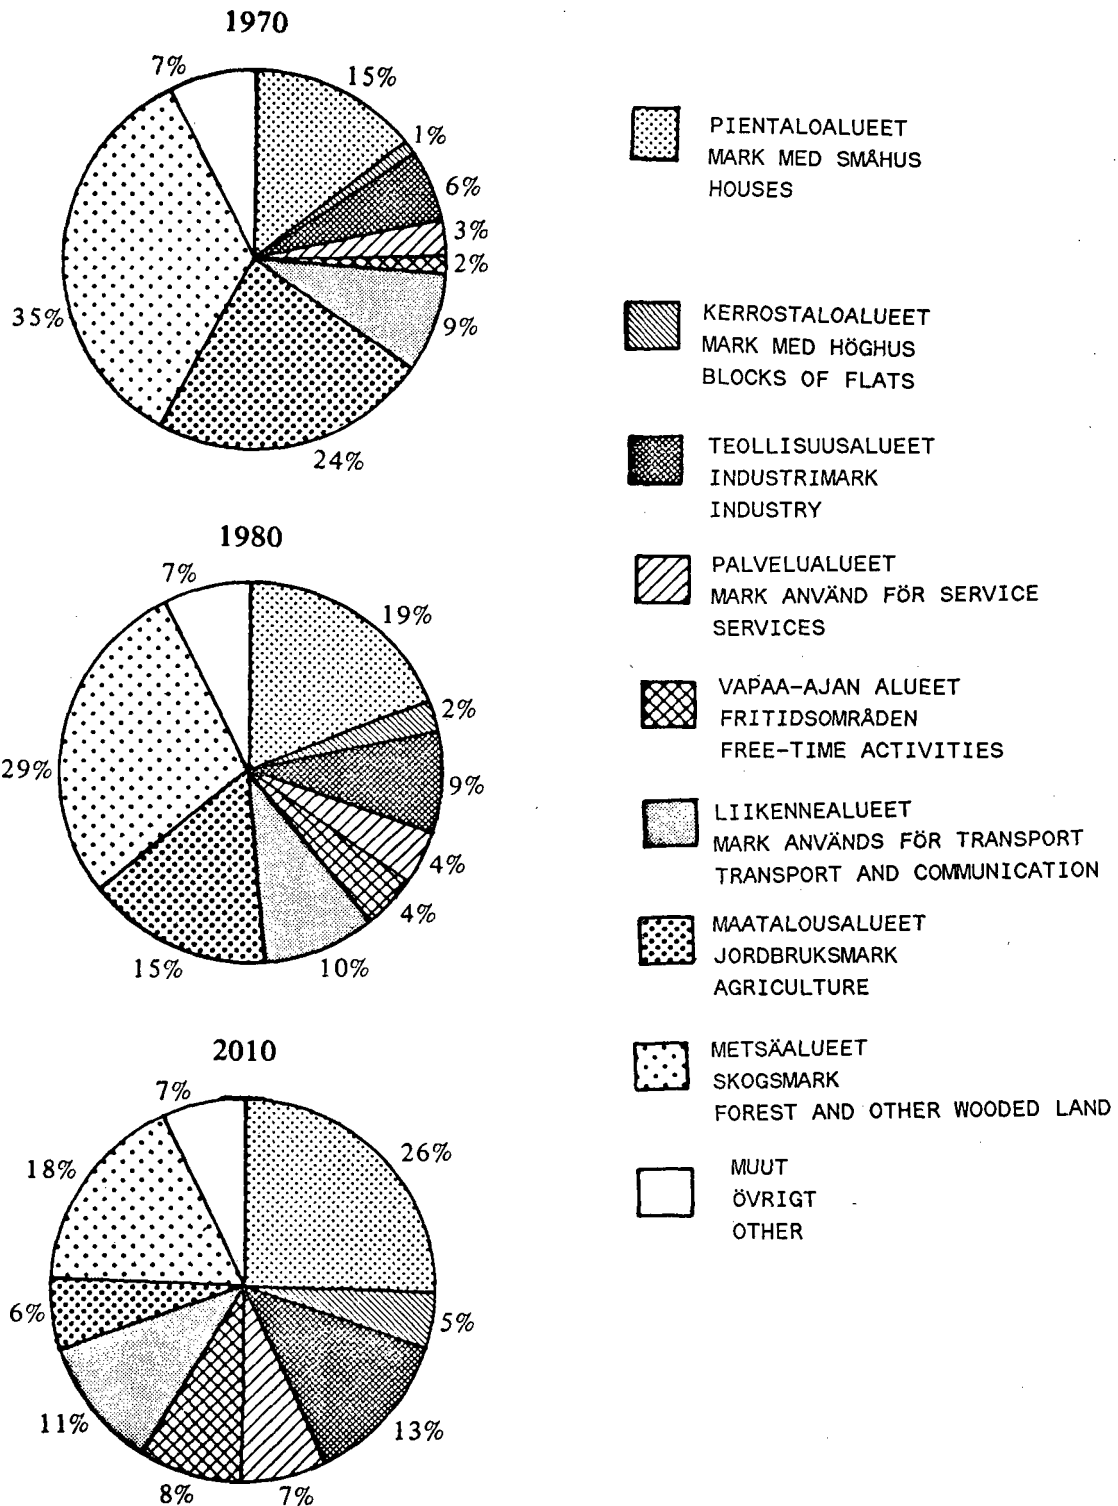 1970
7%
15%
1%
6%
3%
2%
9%
24%
35%
1980
7%
19%
2%
9%
4%
4%
10%
15%
29%
2010
7%
26%
5%
13%
7%
8%
11%
6%
18%
PIENTALOALUEET
MARK MED SMÅHUS
HOUSES
KERROSTALOALUEET
MARK MED HÖGHUS
BLOCKS OF FLATS
TEOLLISUUSALUEET
INDUSTRIMARK
INDUSTRY
PALVELUALUEET
MARK ANVÄND FÖR SERVICE
SERVICES
VAPAA-AJAN ALUEET
FRITIDSOMRÅDEN
FREE-TIME ACTIVITIES
LIIKENNEALUEET
MARK ANVÄNDS FÖR TRANSPORT
TRANSPORT AND COMMUNICATION
MAATALOUSALUEET
JORDBRUKSMARK
AGRICULTURE
METSÄALUEET
SKOGSMARK
FOREST AND OTHER WOODED LAND
MUUT
ÖVRIGT
OTHER